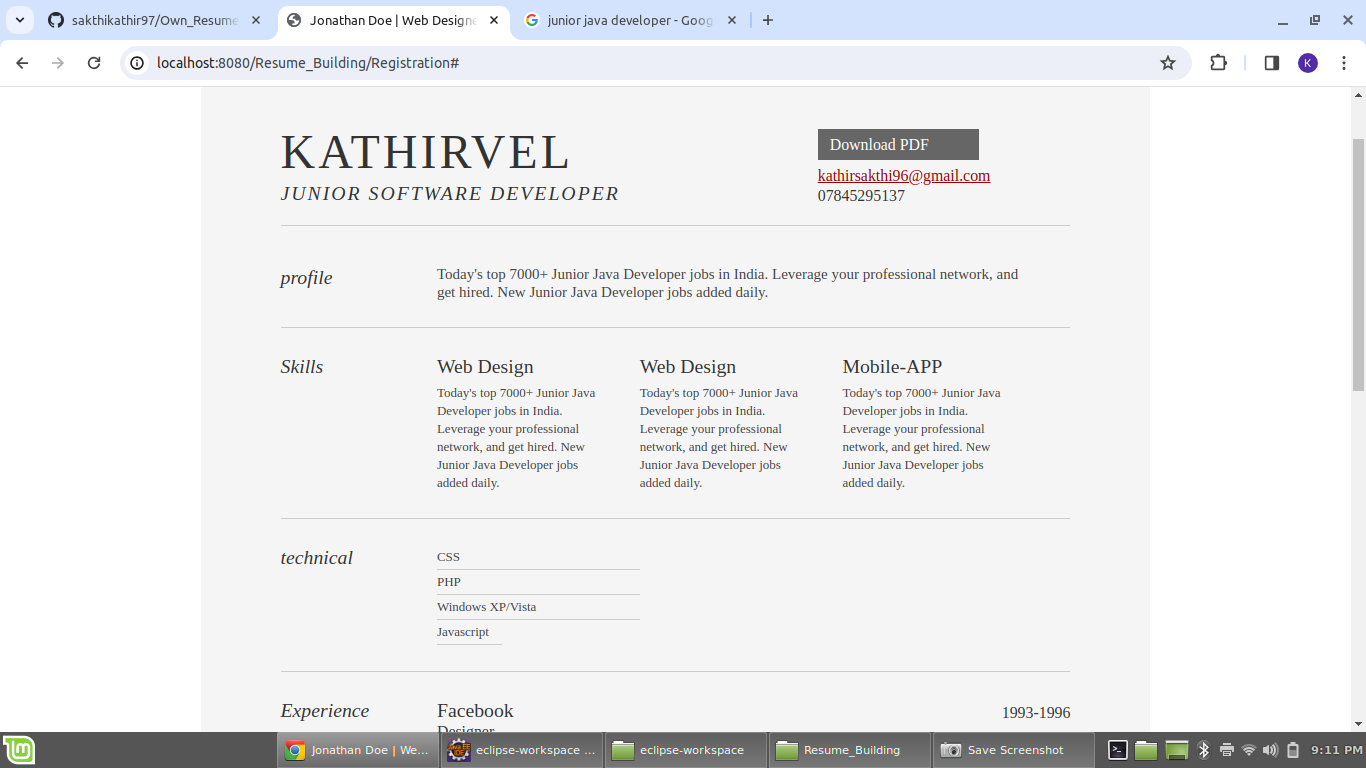 sakthikathir97/Own_Resume
Jonathan Doe | Web Designe
junior java developer - Goog
localhost:8080/Resume_Building/Registration#
K
KATHIRVEL
JUNIOR SOFTWARE DEVELOPER
Download PDF
kathirsakthi96@gmail.com
07845295137
profile
Today's top 7000+ Junior Java Developer jobs in India. Leverage your professional network, and
get hired. New Junior Java Developer jobs added daily.
Skills
Web Design
Today's top 7000+ Junior Java
Developer jobs in India.
Leverage your professional
network, and get hired. New
Junior Java Developer jobs
added daily.
Web Design
Today's top 7000+ Junior Java
Developer jobs in India.
Leverage your professional
network, and get hired. New
Junior Java Developer jobs
added daily.
Mobile-APP
Today's top 7000+ Junior Java
Developer jobs in India.
Leverage your professional
network, and get hired. New
Junior Java Developer jobs
added daily.
technical
CSS
PHP
Windows XP/Vista
Javascript
Experience
Facebook
1993-1996
Designer
Jonathan Doe | We...
eclipse-workspace ...
eclipse-workspace
Resume_Building
Save Screenshot
9:11 PM